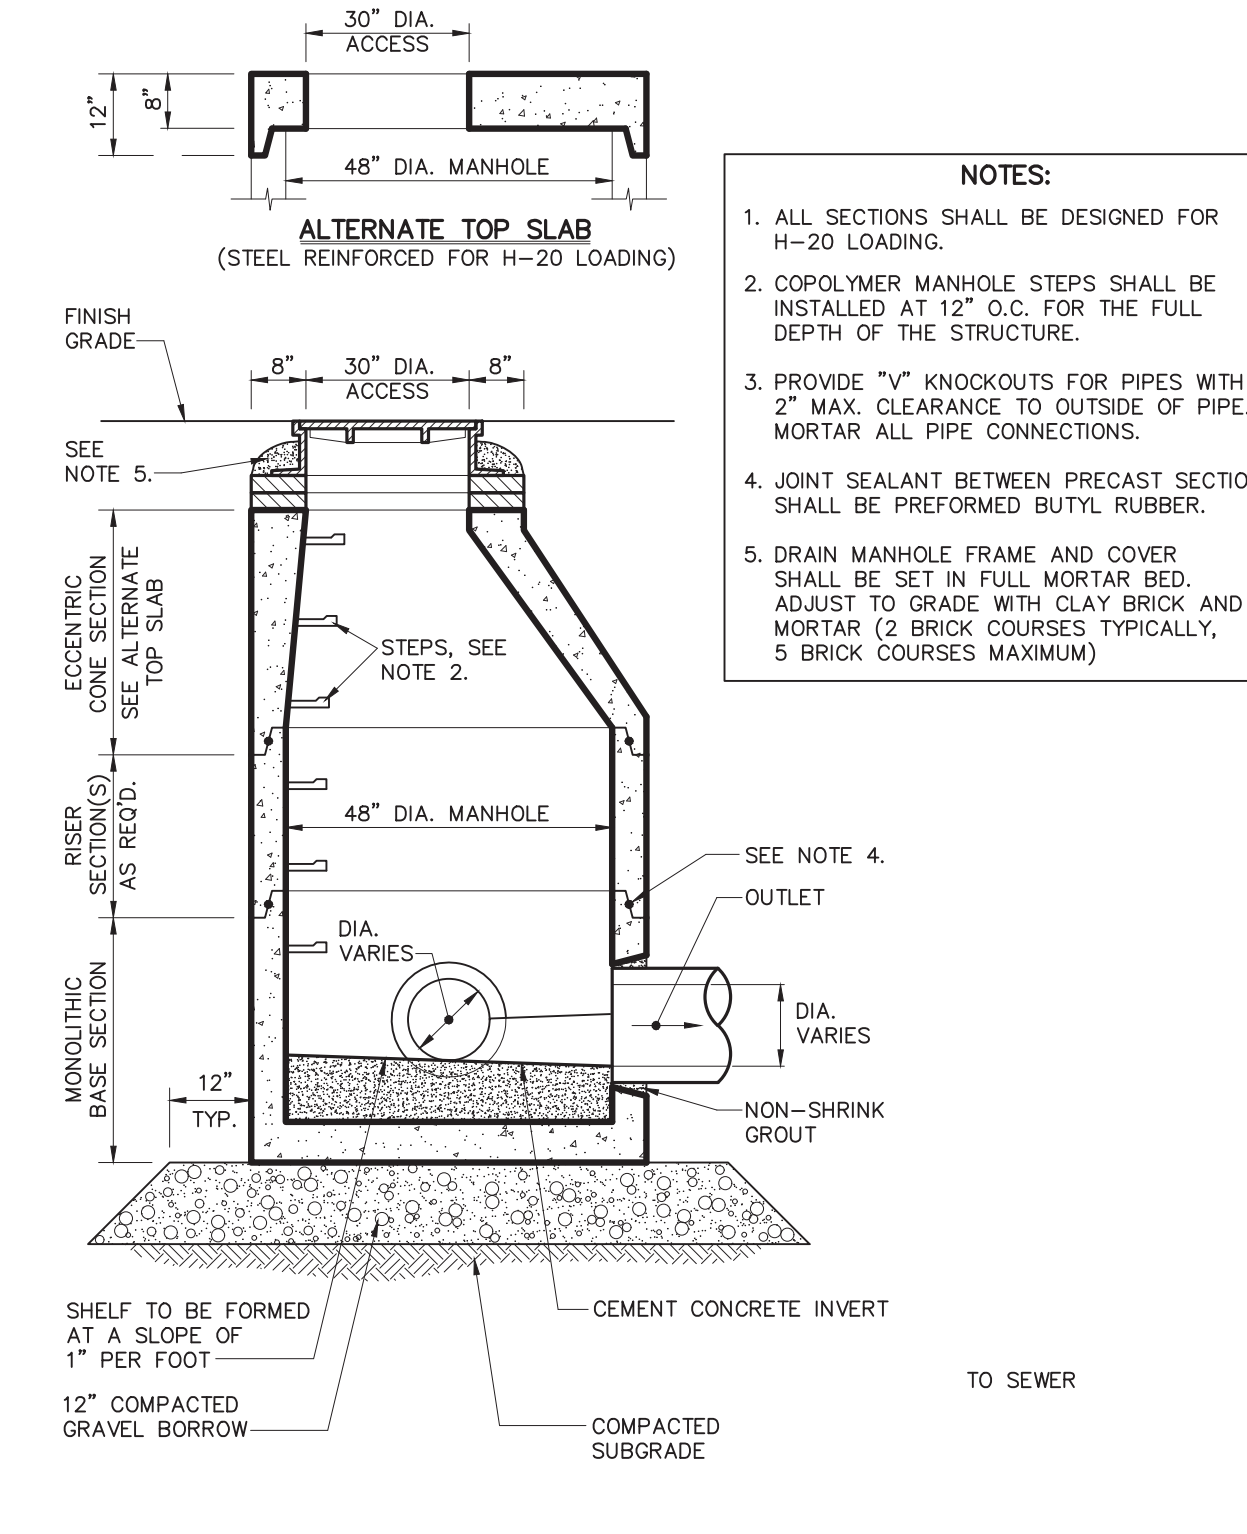 30” DIA.
ACCESS
12”
8”
48” DIA. MANHOLE
ALTERNATE TOP SLAB
(STEEL REINFORCED FOR H-20 LOADING)
NOTES:
1. ALL SECTIONS SHALL BE DESIGNED FOR
H-20 LOADING.
2. COPOLYMER MANHOLE STEPS SHALL BE
INSTALLED AT 12” O.C. FOR THE FULL
DEPTH OF THE STRUCTURE.
3. PROVIDE ”V” KNOCKOUTS FOR PIPES WITH
2” MAX. CLEARANCE TO OUTSIDE OF PIPE.
MORTAR ALL PIPE CONNECTIONS.
4. JOINT SEALANT BETWEEN PRECAST SECTIO
SHALL BE PREFORMED BUTYL RUBBER.
5. DRAIN MANHOLE FRAME AND COVER
SHALL BE SET IN FULL MORTAR BED.
ADJUST TO GRADE WITH CLAY BRICK AND
MORTAR (2 BRICK COURSES TYPICALLY,
5 BRICK COURSES MAXIMUM)
FINISH
GRADE
8”
30” DIA.
ACCESS
8”
SEE
NOTE 5.
ECCENTRIC
CONE SECTION
SEE ALTERNATE
TOP SLAB
STEPS, SEE
NOTE 2.
RISER
SECTION(S)
AS REQ'D.
48” DIA. MANHOLE
SEE NOTE 4.
OUTLET
DIA.
VARIES
MONOLITHIC
BASE SECTION
DIA.
VARIES
12”
TYP.
NON-SHRINK
GROUT
SHELF TO BE FORMED
AT A SLOPE OF
1” PER FOOT
CEMENT CONCRETE INVERT
12” COMPACTED
GRAVEL BORROW
COMPACTED
SUBGRADE
TO SEWER